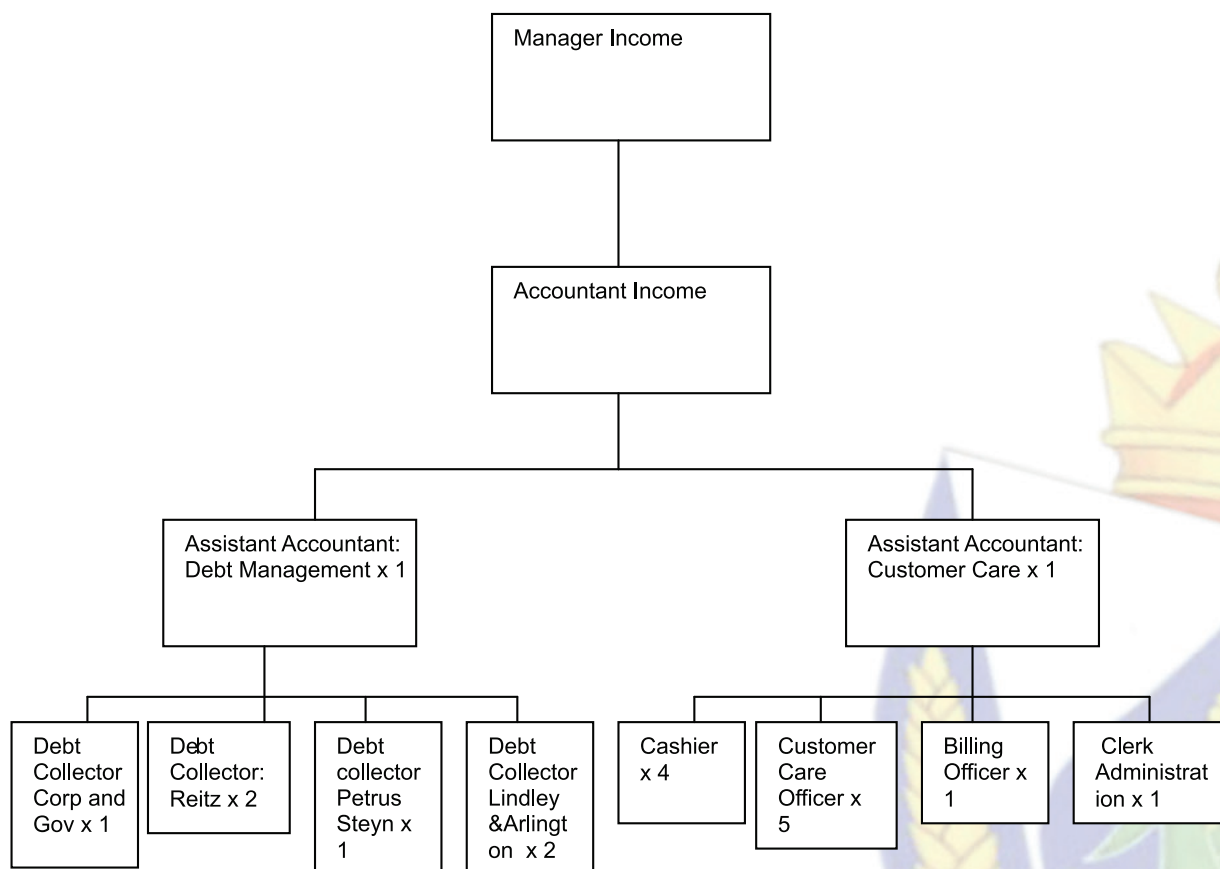 Manager Income
Accountant Income
Assistant Accountant:
Debt Management x 1
Assistant Accountant:
Customer Care x 1
Debt
Collector
Corp and
Gov x 1
Debt
Collector:
Reitz x 2
Debt
collector
Petrus
Steyn x
1
Debt
Collector
Lindley
&Arlingt
on x 2
Cashier
x 4
Customer
Care
Officer x
5
Billing
Officer x
1
Clerk
Administrat
ion x 1